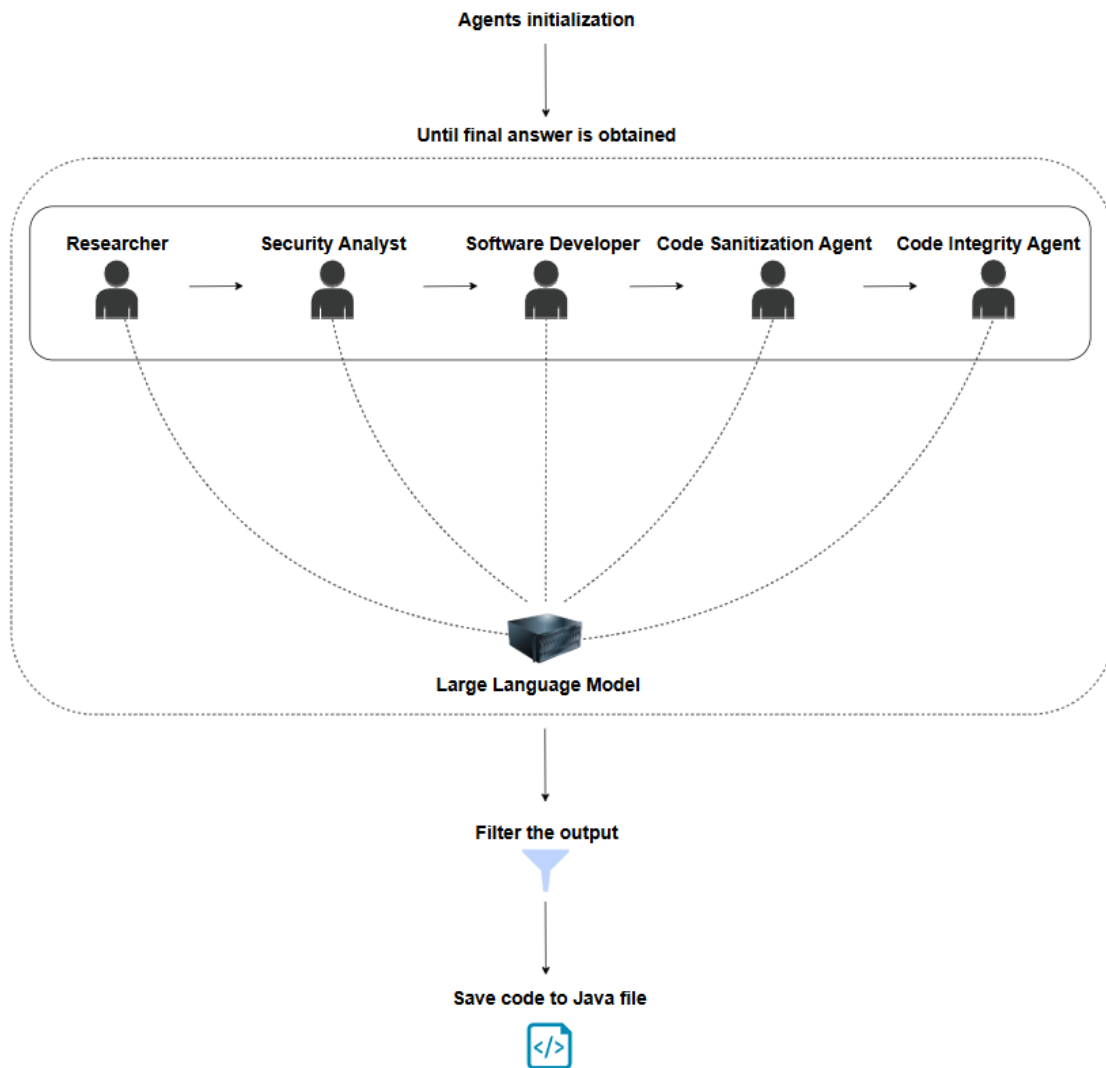 Agents initialization
Until final answer is obtained
Researcher
Security Analyst
Software Developer
Code Sanitization Agent
Code Integrity Agent
Large Language Model
Filter the output
Save code to Java file
</>